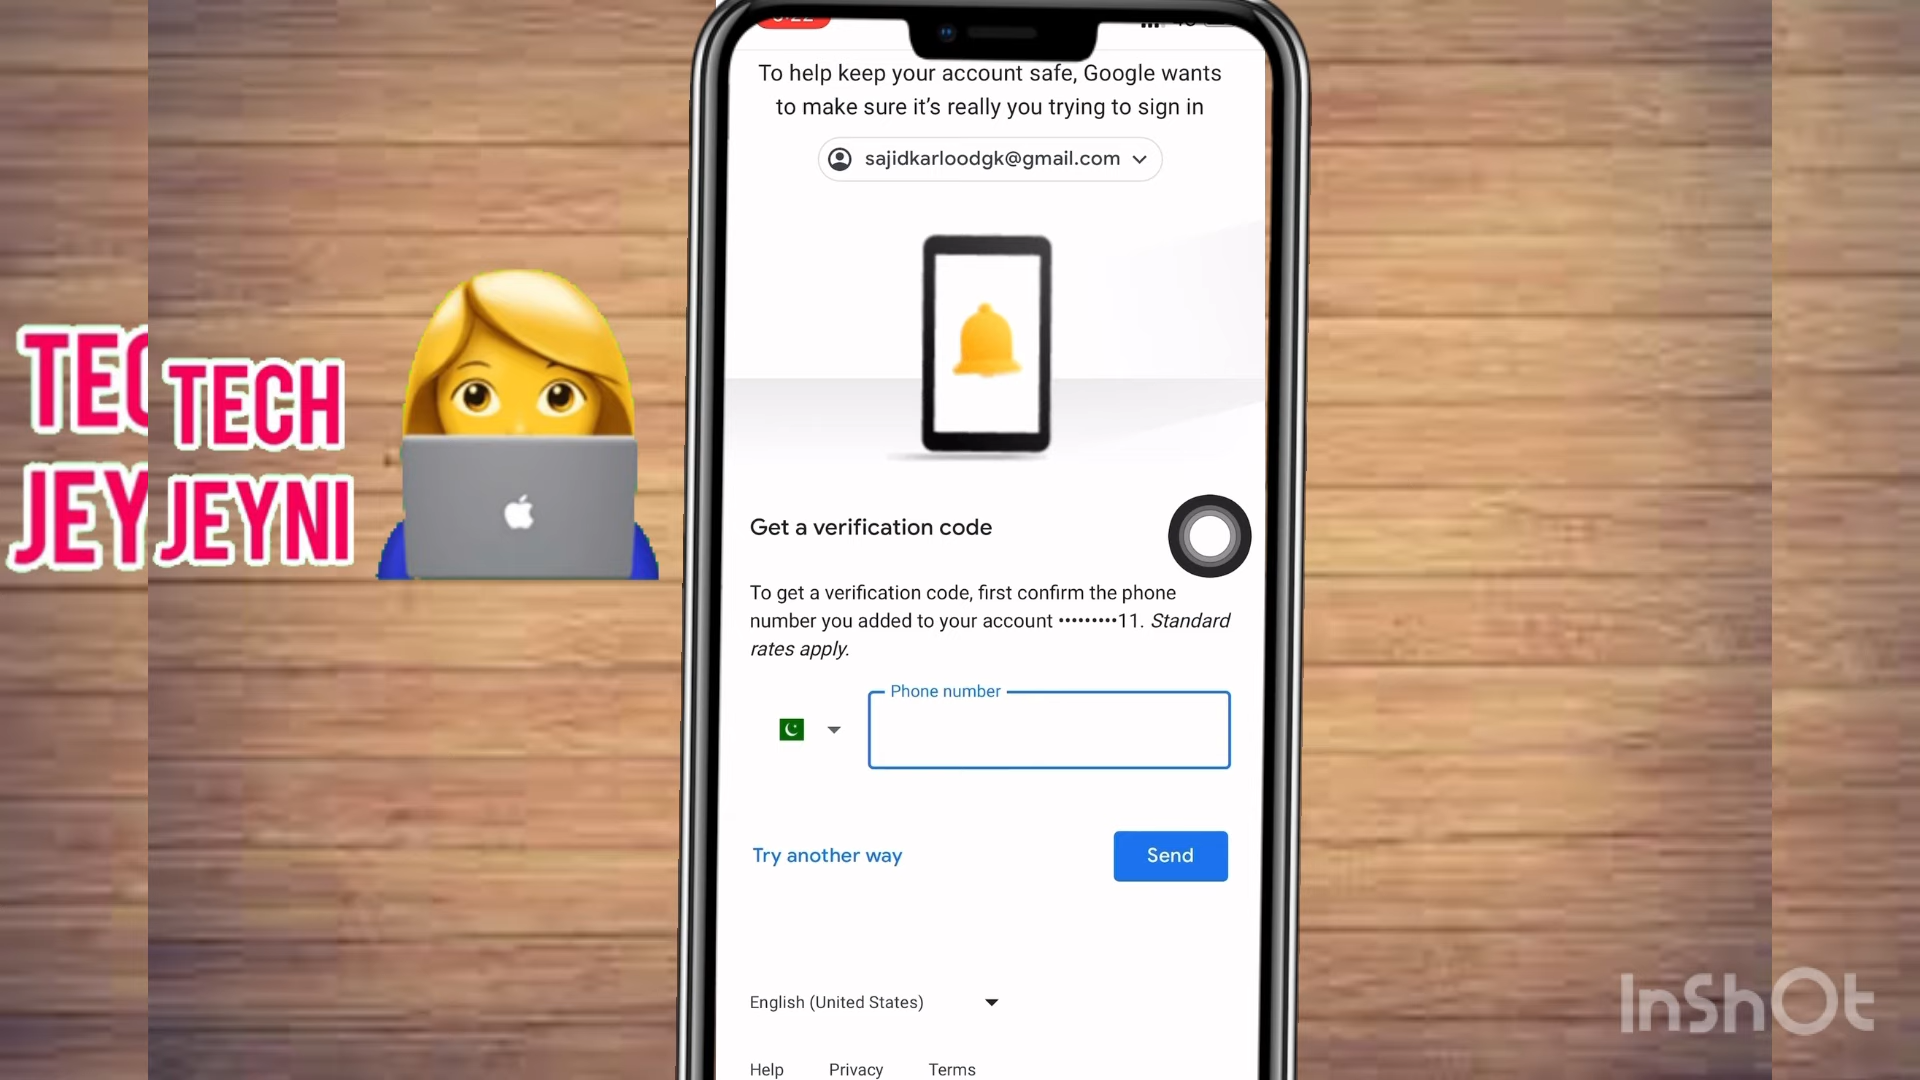 To help keep your account safe, Google wants
to make sure it's really you trying to sign in
sajidkarloodgk@gmail.com
TECH
JEYNI
Get a verification code
To get a verification code, first confirm the phone
number you added to your account •••••••••11. Standard
rates apply.
Phone number
Try another way
Send
English (United States)
Help Privacy Terms
InShOt